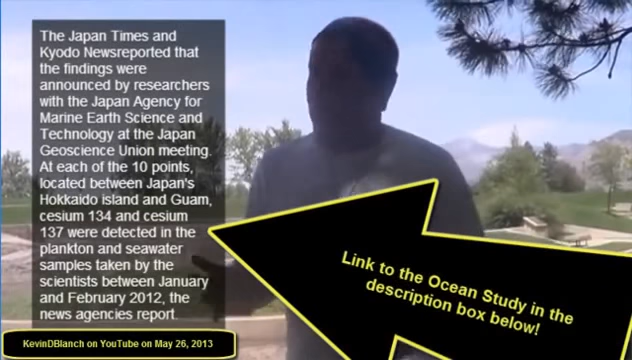 The Japan Times and
Kyodo Newsreported that
the findings were
announced by researchers
with the Japan Agency for
Marine Earth Science and
Technology at the Japan
Geoscience Union meeting.
At each of the 10 points,
located between Japan's
Hokkaido island and Guam,
cesium 134 and cesium
137 were detected in the
plankton and seawater
samples taken by the
scientists between January
and February 2012, the
news agencies report.
Link to the Ocean Study in the
description box below!
KevinDBlanch on YouTube on May 26, 2013